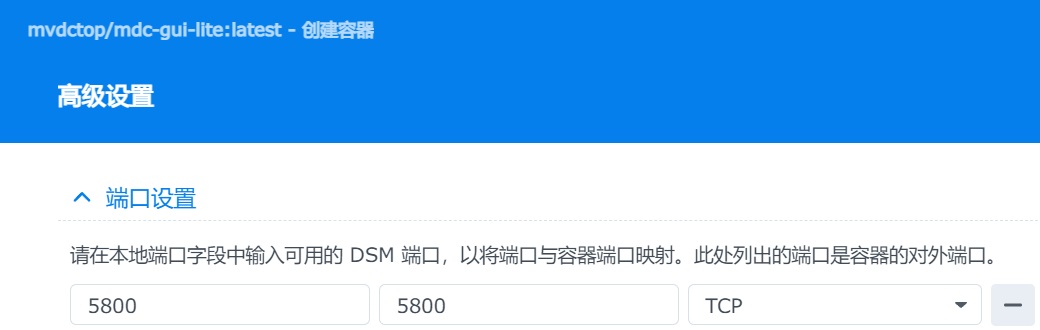 mvdctop/mdc-gui-lite:latest - 创建容器
高级设置
端口设置
请在本地端口字段中输入可用的 DSM 端口，以将端口与容器端口映射。此处列出的端口是容器的对外端口。
5800 5800 TCP